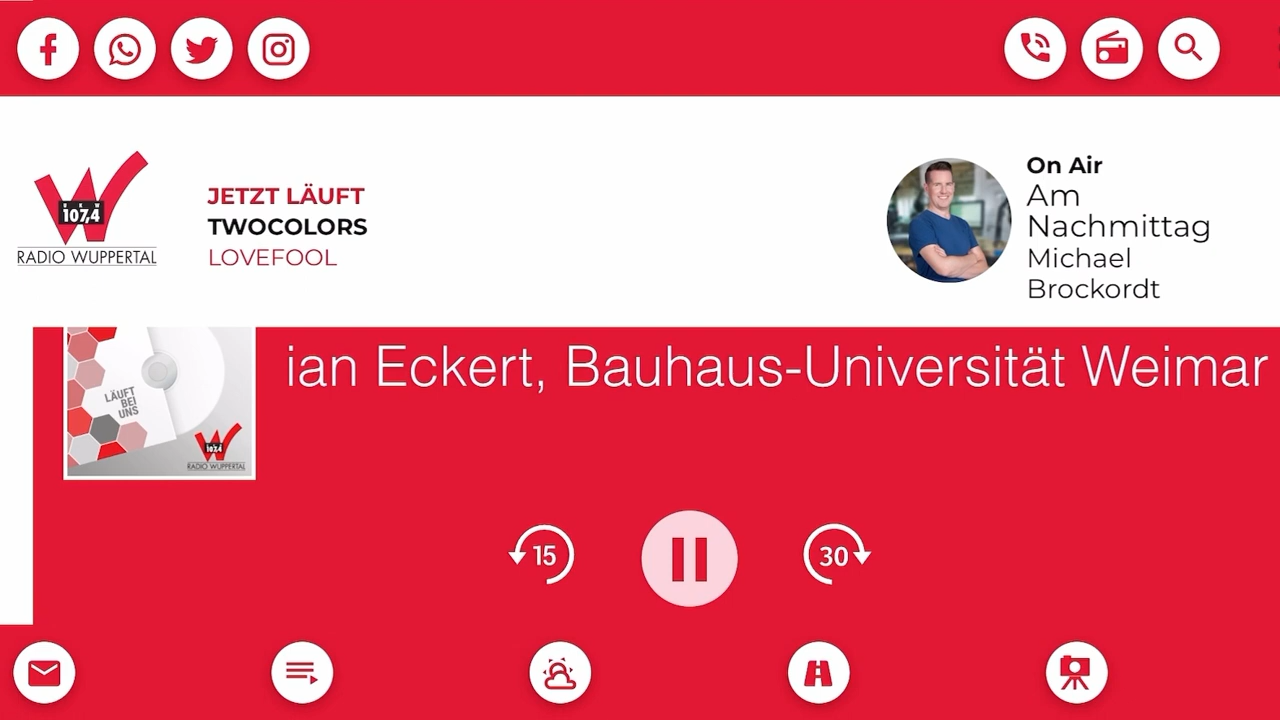 UKW
107,4
RADIO WUPPERTAL
JETZT LÄUFT
TWOCOLORS
LOVEFOOL
On Air
Am
Nachmittag
Michael
Brockordt
ian Eckert, Bauhaus-Universität Weimar
LÄUFT
BEI
UNS
107,4
RADIO WUPPERTAL
15
30